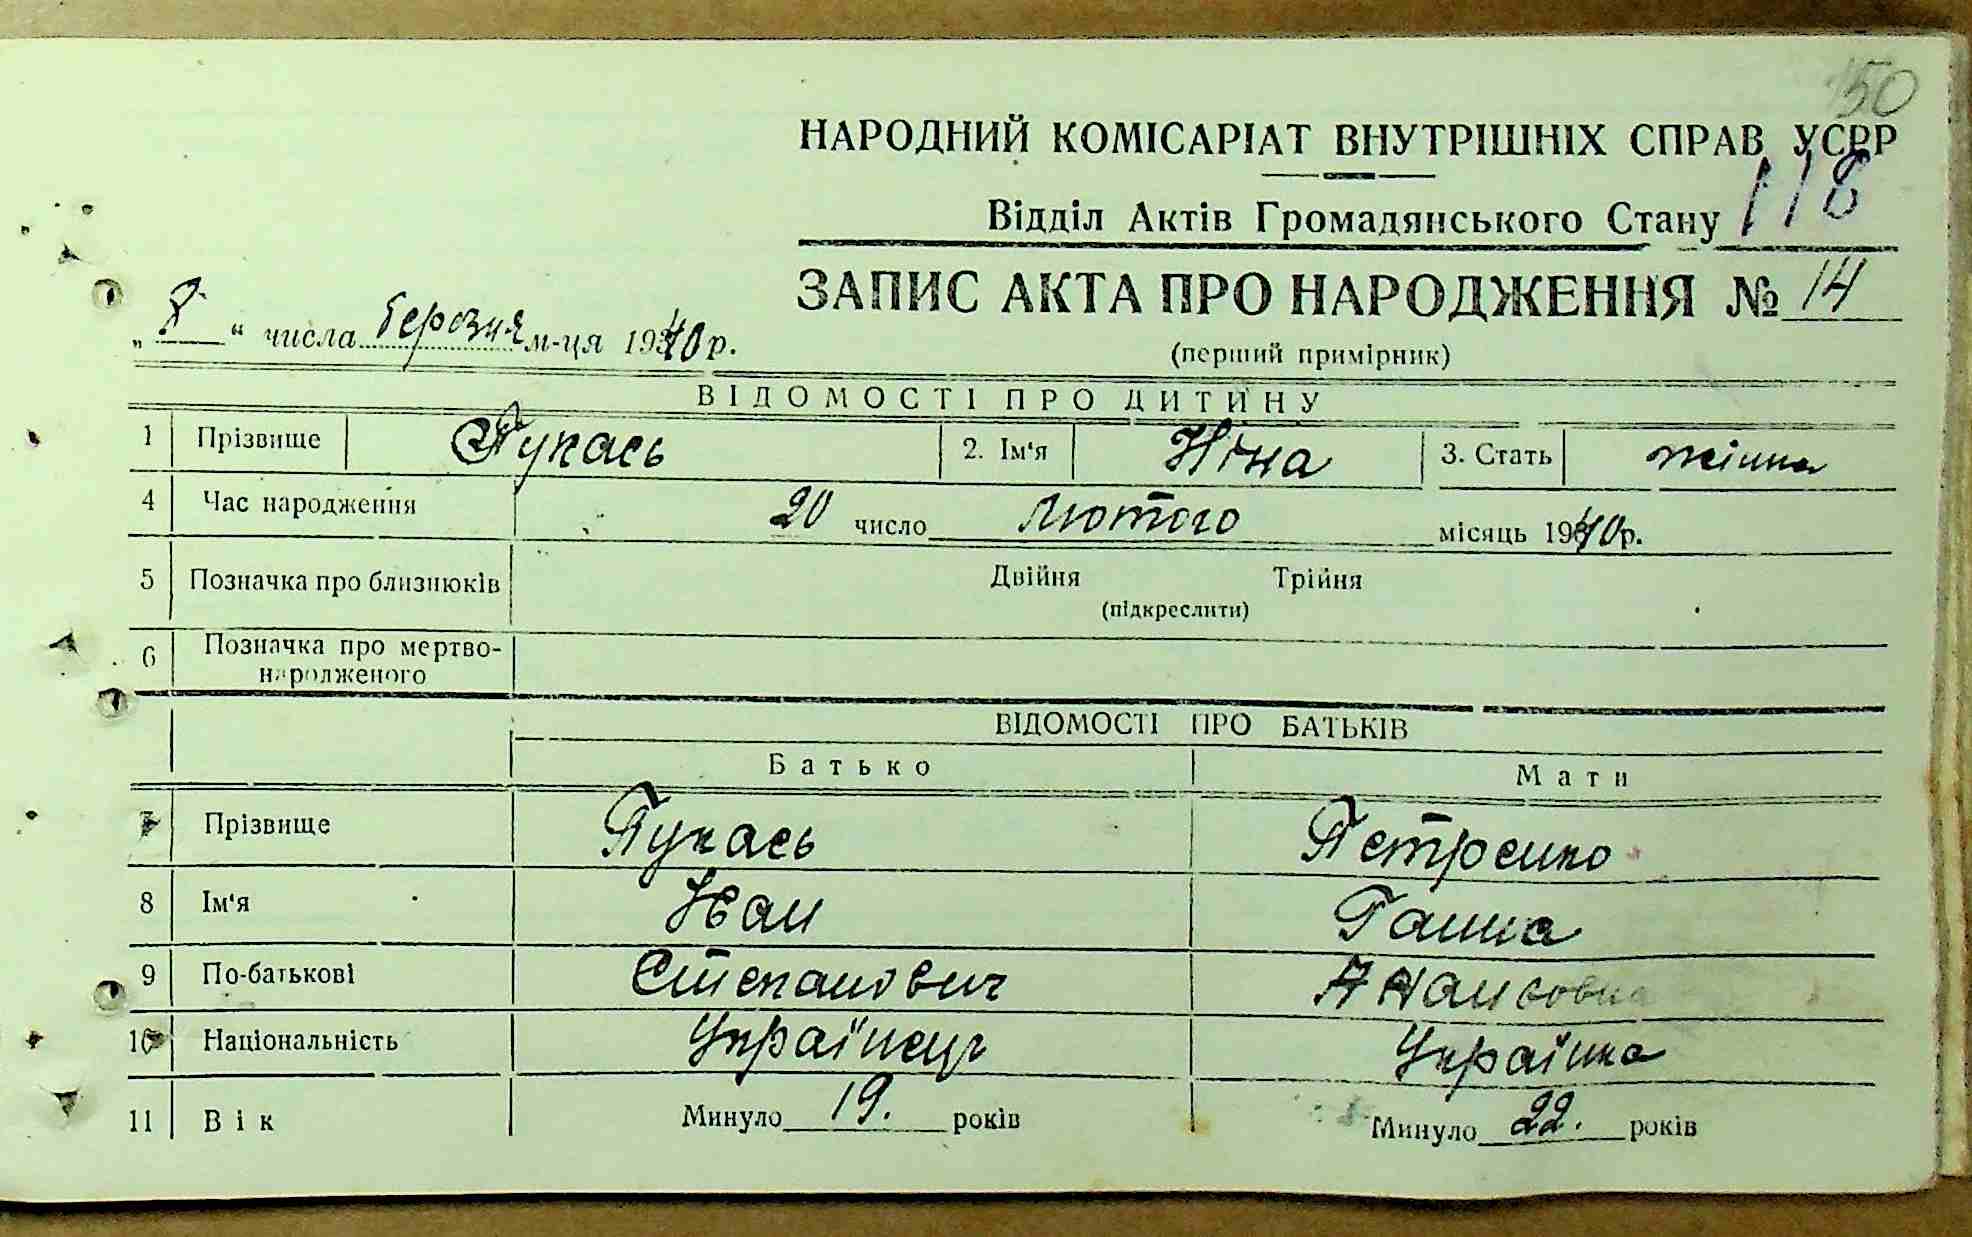 150
НАРОДНИЙ КОМІСАРІАТ ВНУТРІШНІХ СПРАВ УСРР
118
Відділ Актів Громадянського Стану
ЗАПИС АКТА ПРО НАРОДЖЕННЯ № 14
„ 8 “ числа березня м-ця 1940 р.
(перший примірник)
ВІДОМОСТІ ПРО ДИТИНУ
1 Прізвище Пукась 2. Ім'я Ніна 3. Стать жіноча
4 Час народження 20 число Лютого місяць 1940 р.
5 Позначка про близнюків Двійня Трійня
(підкреслити)
6 Позначка про мертво-
народженого
ВІДОМОСТІ ПРО БАТЬКІВ
Батько Мати
7 Прізвище Пукась Петренко
8 Ім'я Іван Ганна
9 По-батькові Степанович
10 Національність Українець Українка
11 Вік Минуло 19. років Минуло 22. років